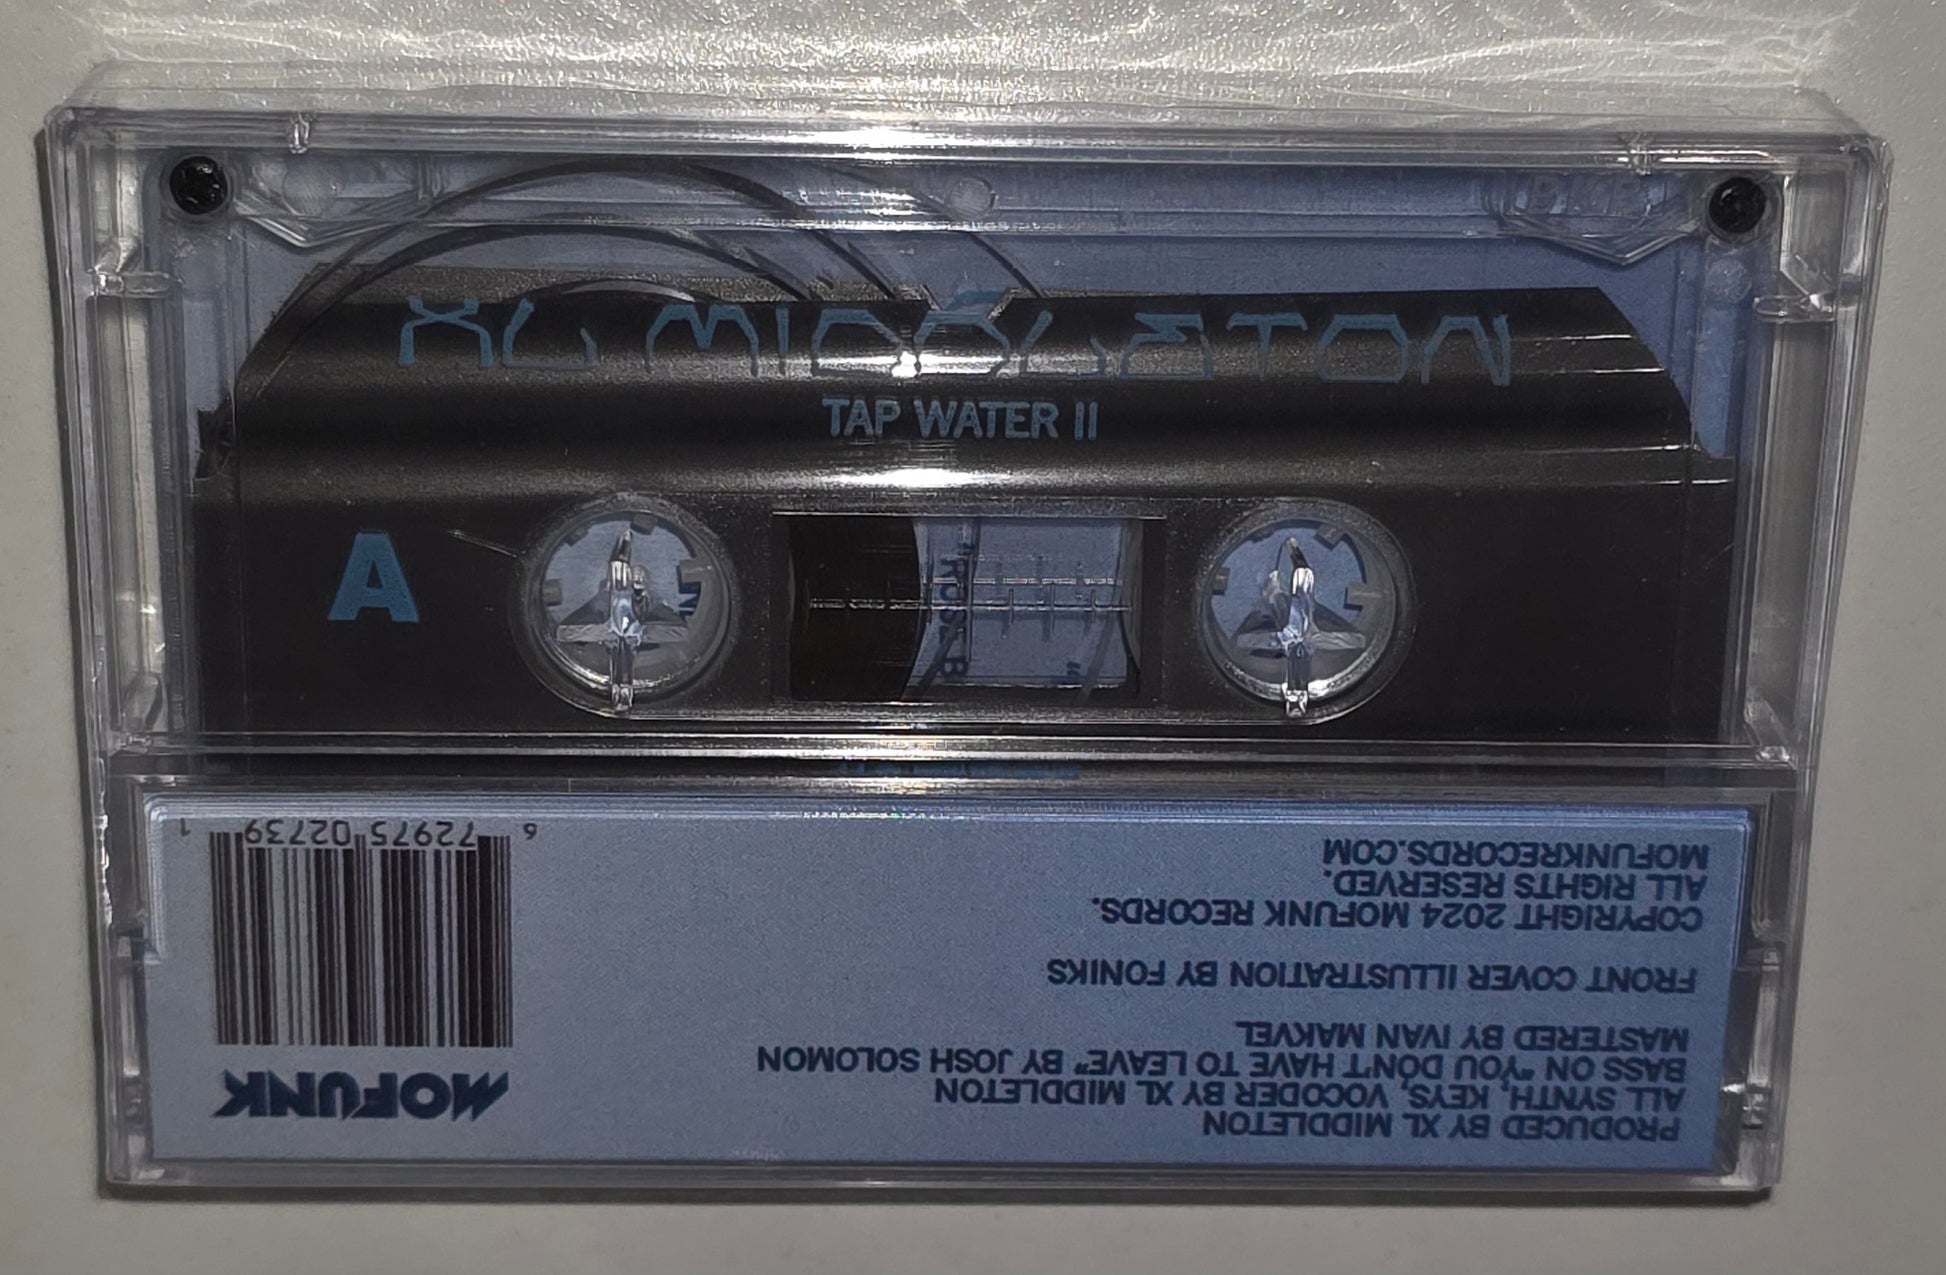 XL MIDDLETON
TAP WATER II
A
"ROSE B
"
PRODUCED BY XL MIDDLETON
ALL SYNTH, KEYS, VOCODER BY XL MIDDLETON
BASS ON "YOU DON'T HAVE TO LEAVE" BY JOSH SOLOMON
MASTERED BY IVAN MAKVEL
FRONT COVER ILLUSTRATION BY FONIKS
COPYRIGHT 2024 MOFUNK RECORDS.
ALL RIGHTS RESERVED.
MOFUNKRECORDS.COM
MOFUNK
6 72975 02739 1